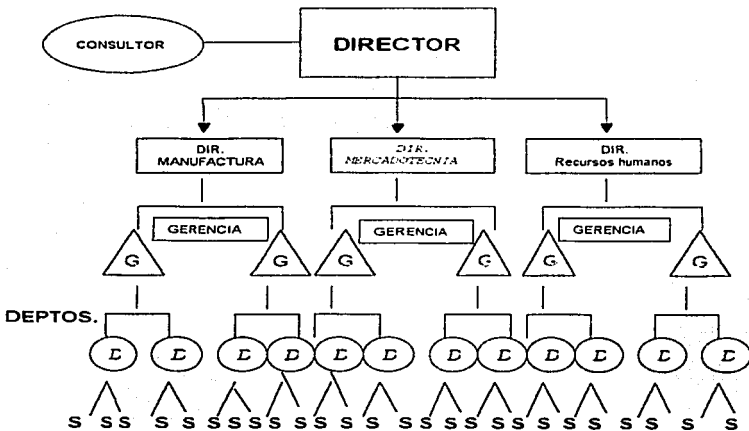 CONSULTOR
DIRECTOR
DIR.
MANUFACTURA
DIR.
MERCADOTECNIA
DIR.
Recursos humanos
GERENCIA
GERENCIA
GERENCIA
G G G G G G
DEPTOS.
D D D D D D D D D D D D
S S S S S S S S S S S S S S S S S S S S S S S S